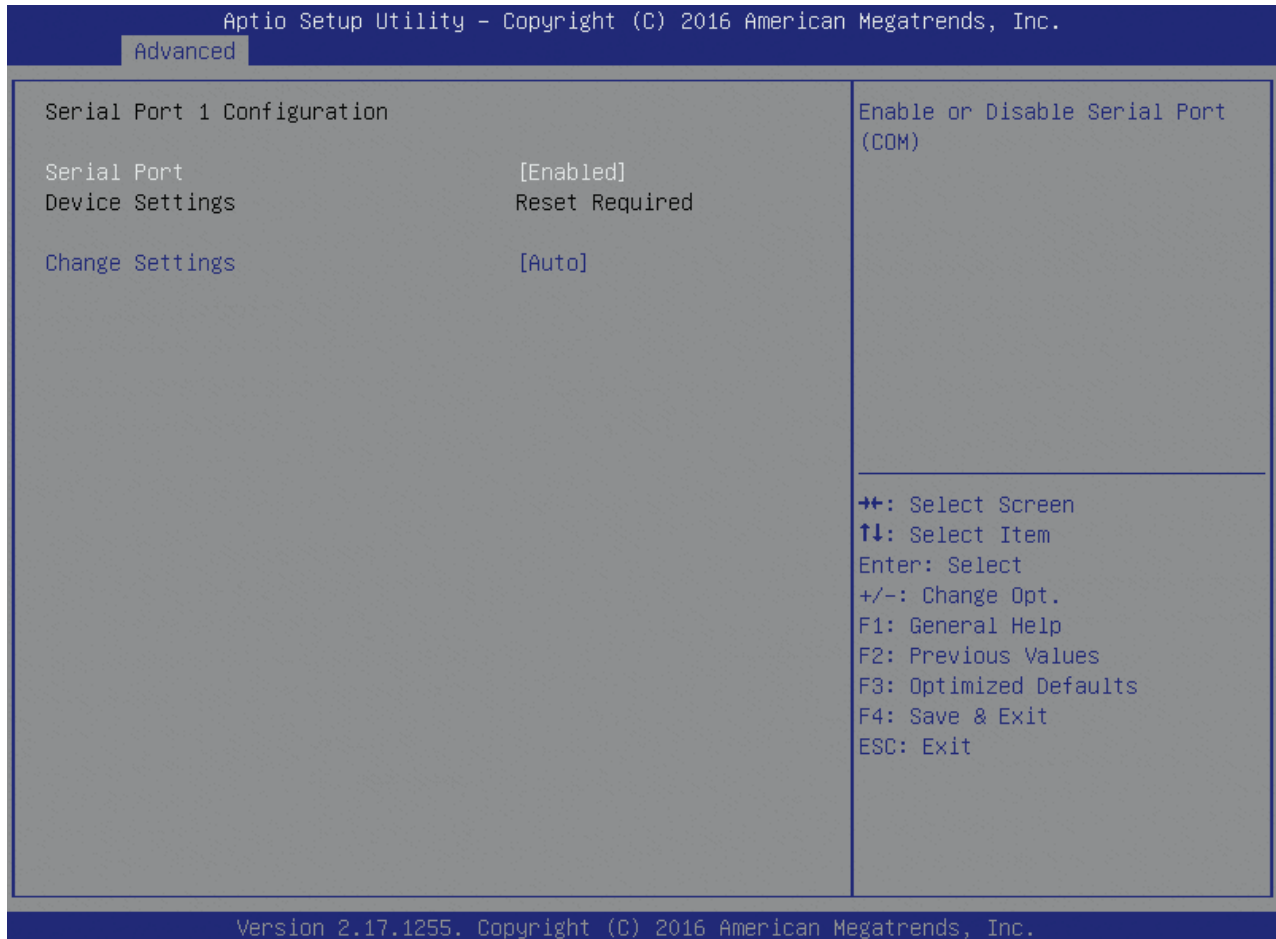 Aptio Setup Utility – Copyright (C) 2016 American Megatrends, Inc.
Advanced
Serial Port 1 Configuration
Serial Port [Enabled]
Device Settings Reset Required
Change Settings [Auto]
Enable or Disable Serial Port
(COM)
→←: Select Screen
↑↓: Select Item
Enter: Select
+/-: Change Opt.
F1: General Help
F2: Previous Values
F3: Optimized Defaults
F4: Save & Exit
ESC: Exit
Version 2.17.1255. Copyright (C) 2016 American Megatrends, Inc.